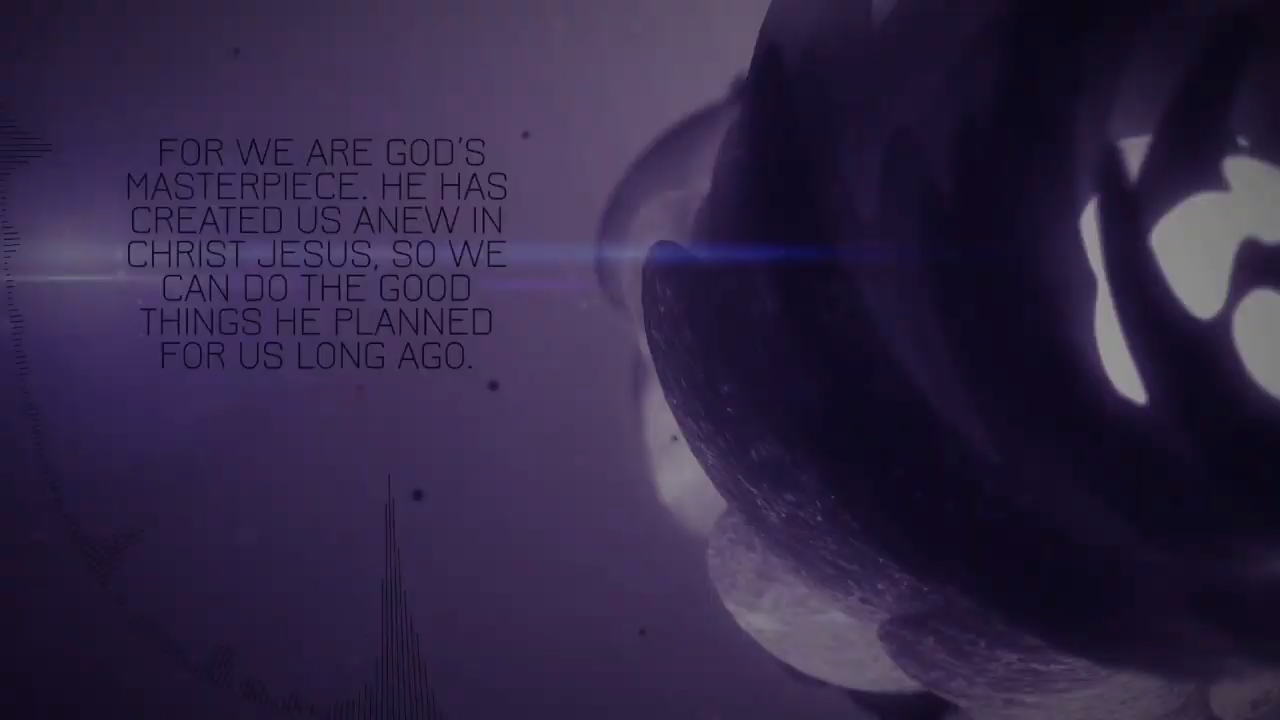 FOR WE ARE GOD'S
MASTERPIECE. HE HAS
CREATED US ANEW IN
CHRIST JESUS, SO WE
CAN DO THE GOOD
THINGS HE PLANNED
FOR US LONG AGO.